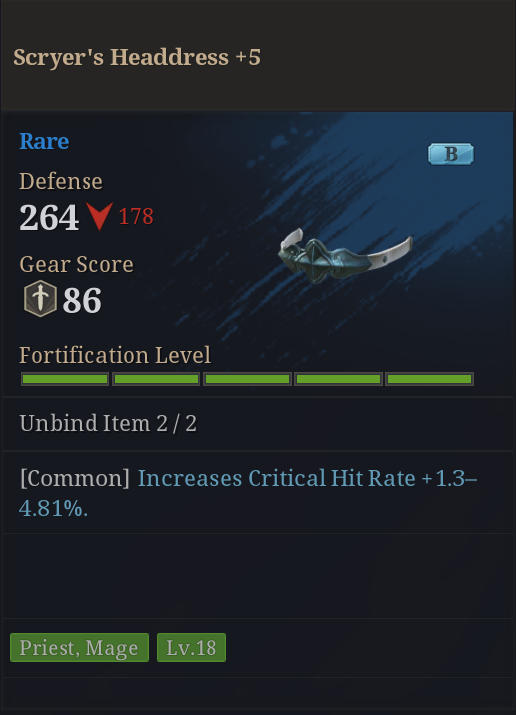 Scryer's Headdress +5
Rare
B
Defense
264 178
Gear Score
86
Fortification Level
Unbind Item 2 / 2
[Common] Increases Critical Hit Rate +1.3–
4.81%.
Priest, Mage Lv.18